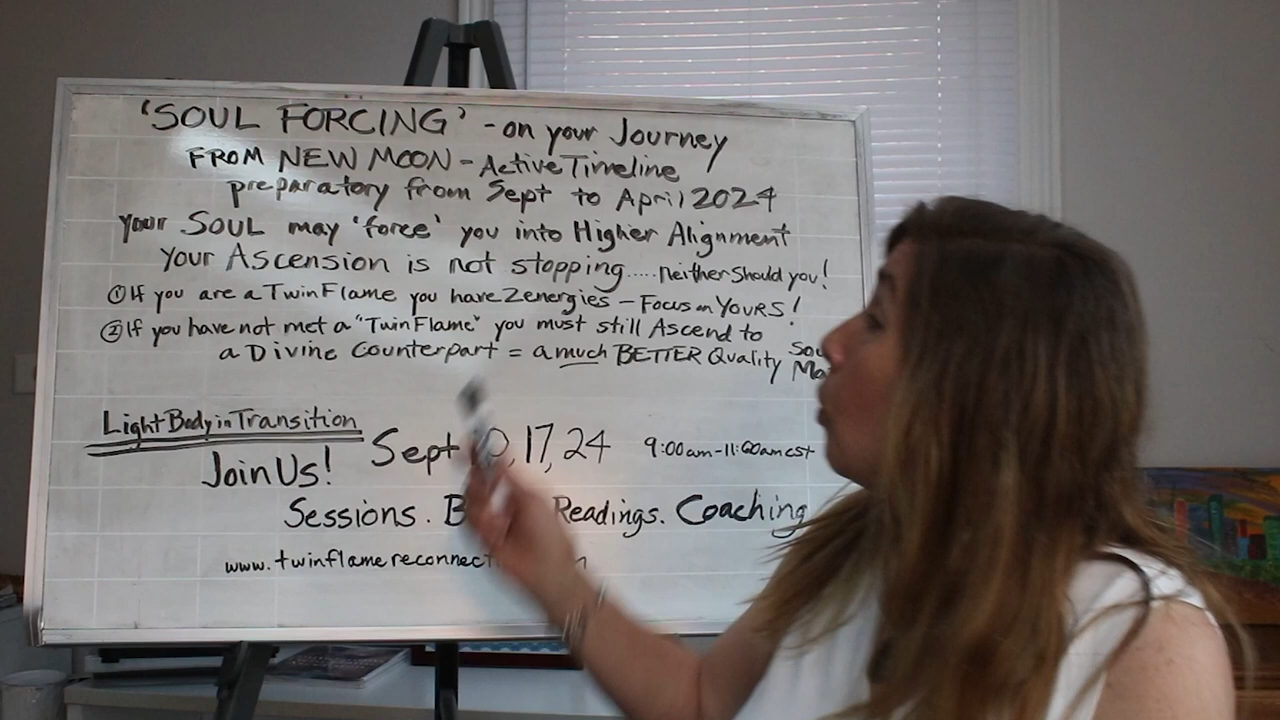 'SOUL FORCING' - on your Journey
FROM NEW MOON - Active Timeline
preparatory from Sept to April 2024
your SOUL may 'force' you into Higher Alignment
Your Ascension is not stopping..... neither should you!
① If you are a Twin Flame you have 2 energies - Focus on YOURS!
② If you have not met a "Twin Flame" you must still Ascend to
a Divine Counterpart = a much BETTER Quality
Light Body in Transition
Join Us! Sept 17, 24 9:00am-11:00am cst
Sessions. Readings. Coaching
www.twinflamereconnect